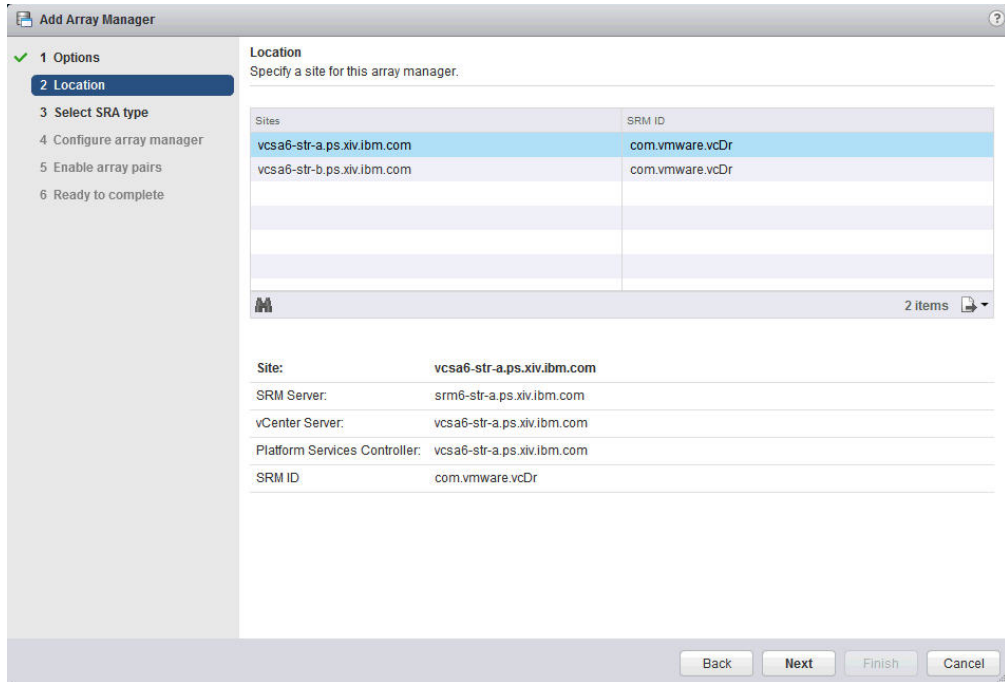 Add Array Manager
?
1 Options
2 Location
3 Select SRA type
4 Configure array manager
5 Enable array pairs
6 Ready to complete
Location
Specify a site for this array manager.
Sites SRM ID
vcsa6-str-a.ps.xiv.ibm.com com.vmware.vcDr
vcsa6-str-b.ps.xiv.ibm.com com.vmware.vcDr
2 items
Site: vcsa6-str-a.ps.xiv.ibm.com
SRM Server: srm6-str-a.ps.xiv.ibm.com
vCenter Server: vcsa6-str-a.ps.xiv.ibm.com
Platform Services Controller: vcsa6-str-a.ps.xiv.ibm.com
SRM ID com.vmware.vcDr
Back Next Finish Cancel